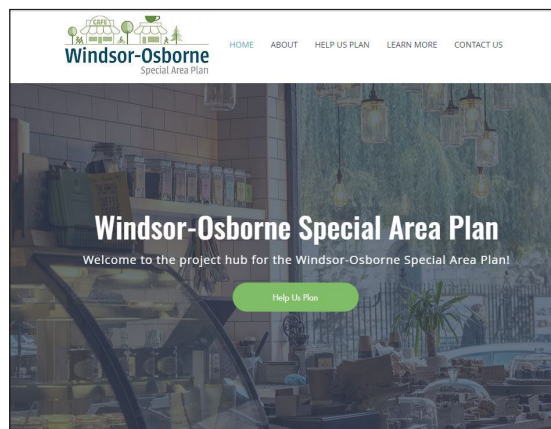 CAFE
Windsor-Osborne
Special Area Plan
HOME ABOUT HELP US PLAN LEARN MORE CONTACT US
Windsor-Osborne Special Area Plan
Welcome to the project hub for the Windsor-Osborne Special Area Plan!
Help Us Plan